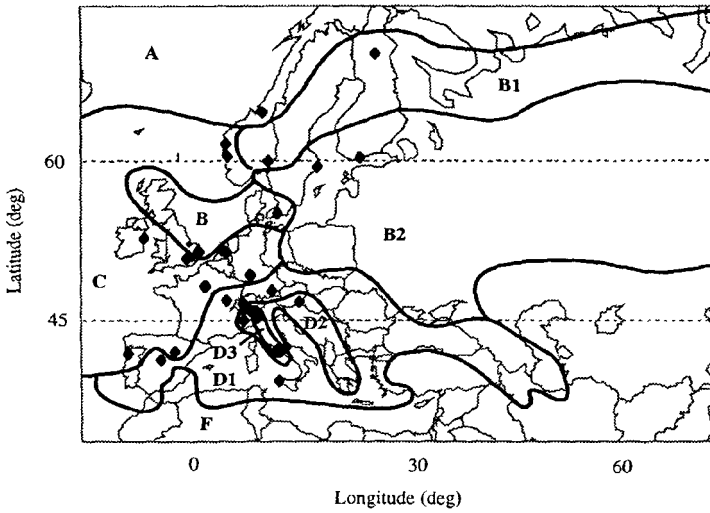 A
B1
60
B
B2
C
45
D2
D3
D1
F
0
30
60
Longitude (deg)
Latitude (deg)